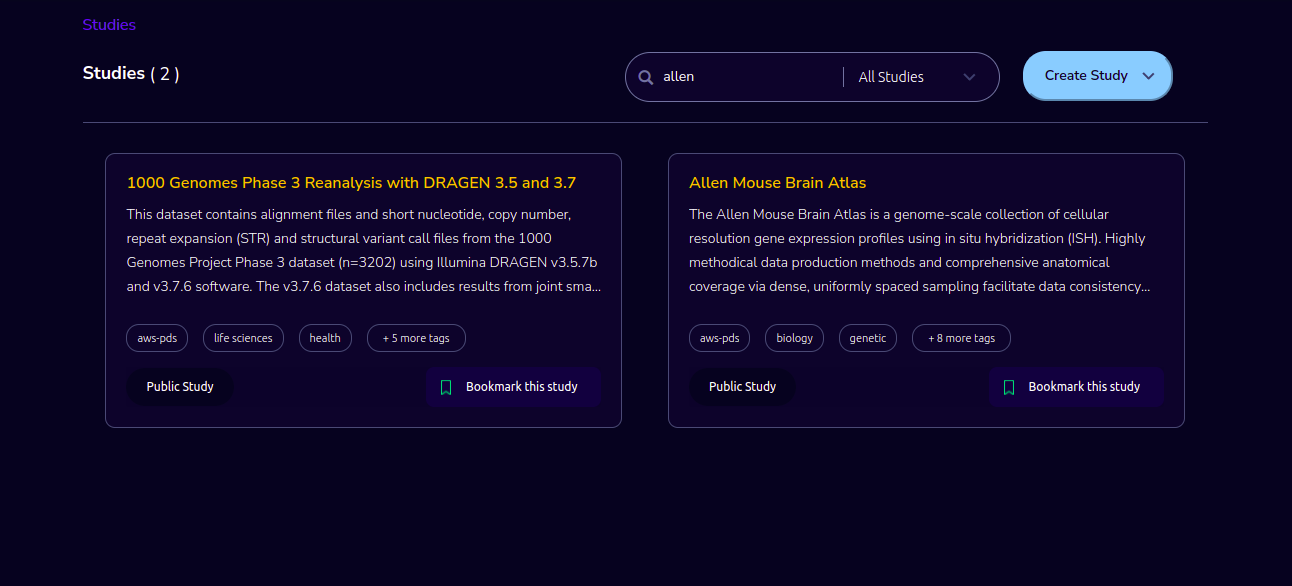 Studies
Studies ( 2 )
allen
All Studies
Create Study
1000 Genomes Phase 3 Reanalysis with DRAGEN 3.5 and 3.7
This dataset contains alignment files and short nucleotide, copy number,
repeat expansion (STR) and structural variant call files from the 1000
Genomes Project Phase 3 dataset (n=3202) using Illumina DRAGEN v3.5.7b
and v3.7.6 software. The v3.7.6 dataset also includes results from joint sma...
aws-pds
life sciences
health
+ 5 more tags
Public Study
Bookmark this study
Allen Mouse Brain Atlas
The Allen Mouse Brain Atlas is a genome-scale collection of cellular
resolution gene expression profiles using in situ hybridization (ISH). Highly
methodical data production methods and comprehensive anatomical
coverage via dense, uniformly spaced sampling facilitate data consistency...
aws-pds
biology
genetic
+ 8 more tags
Public Study
Bookmark this study